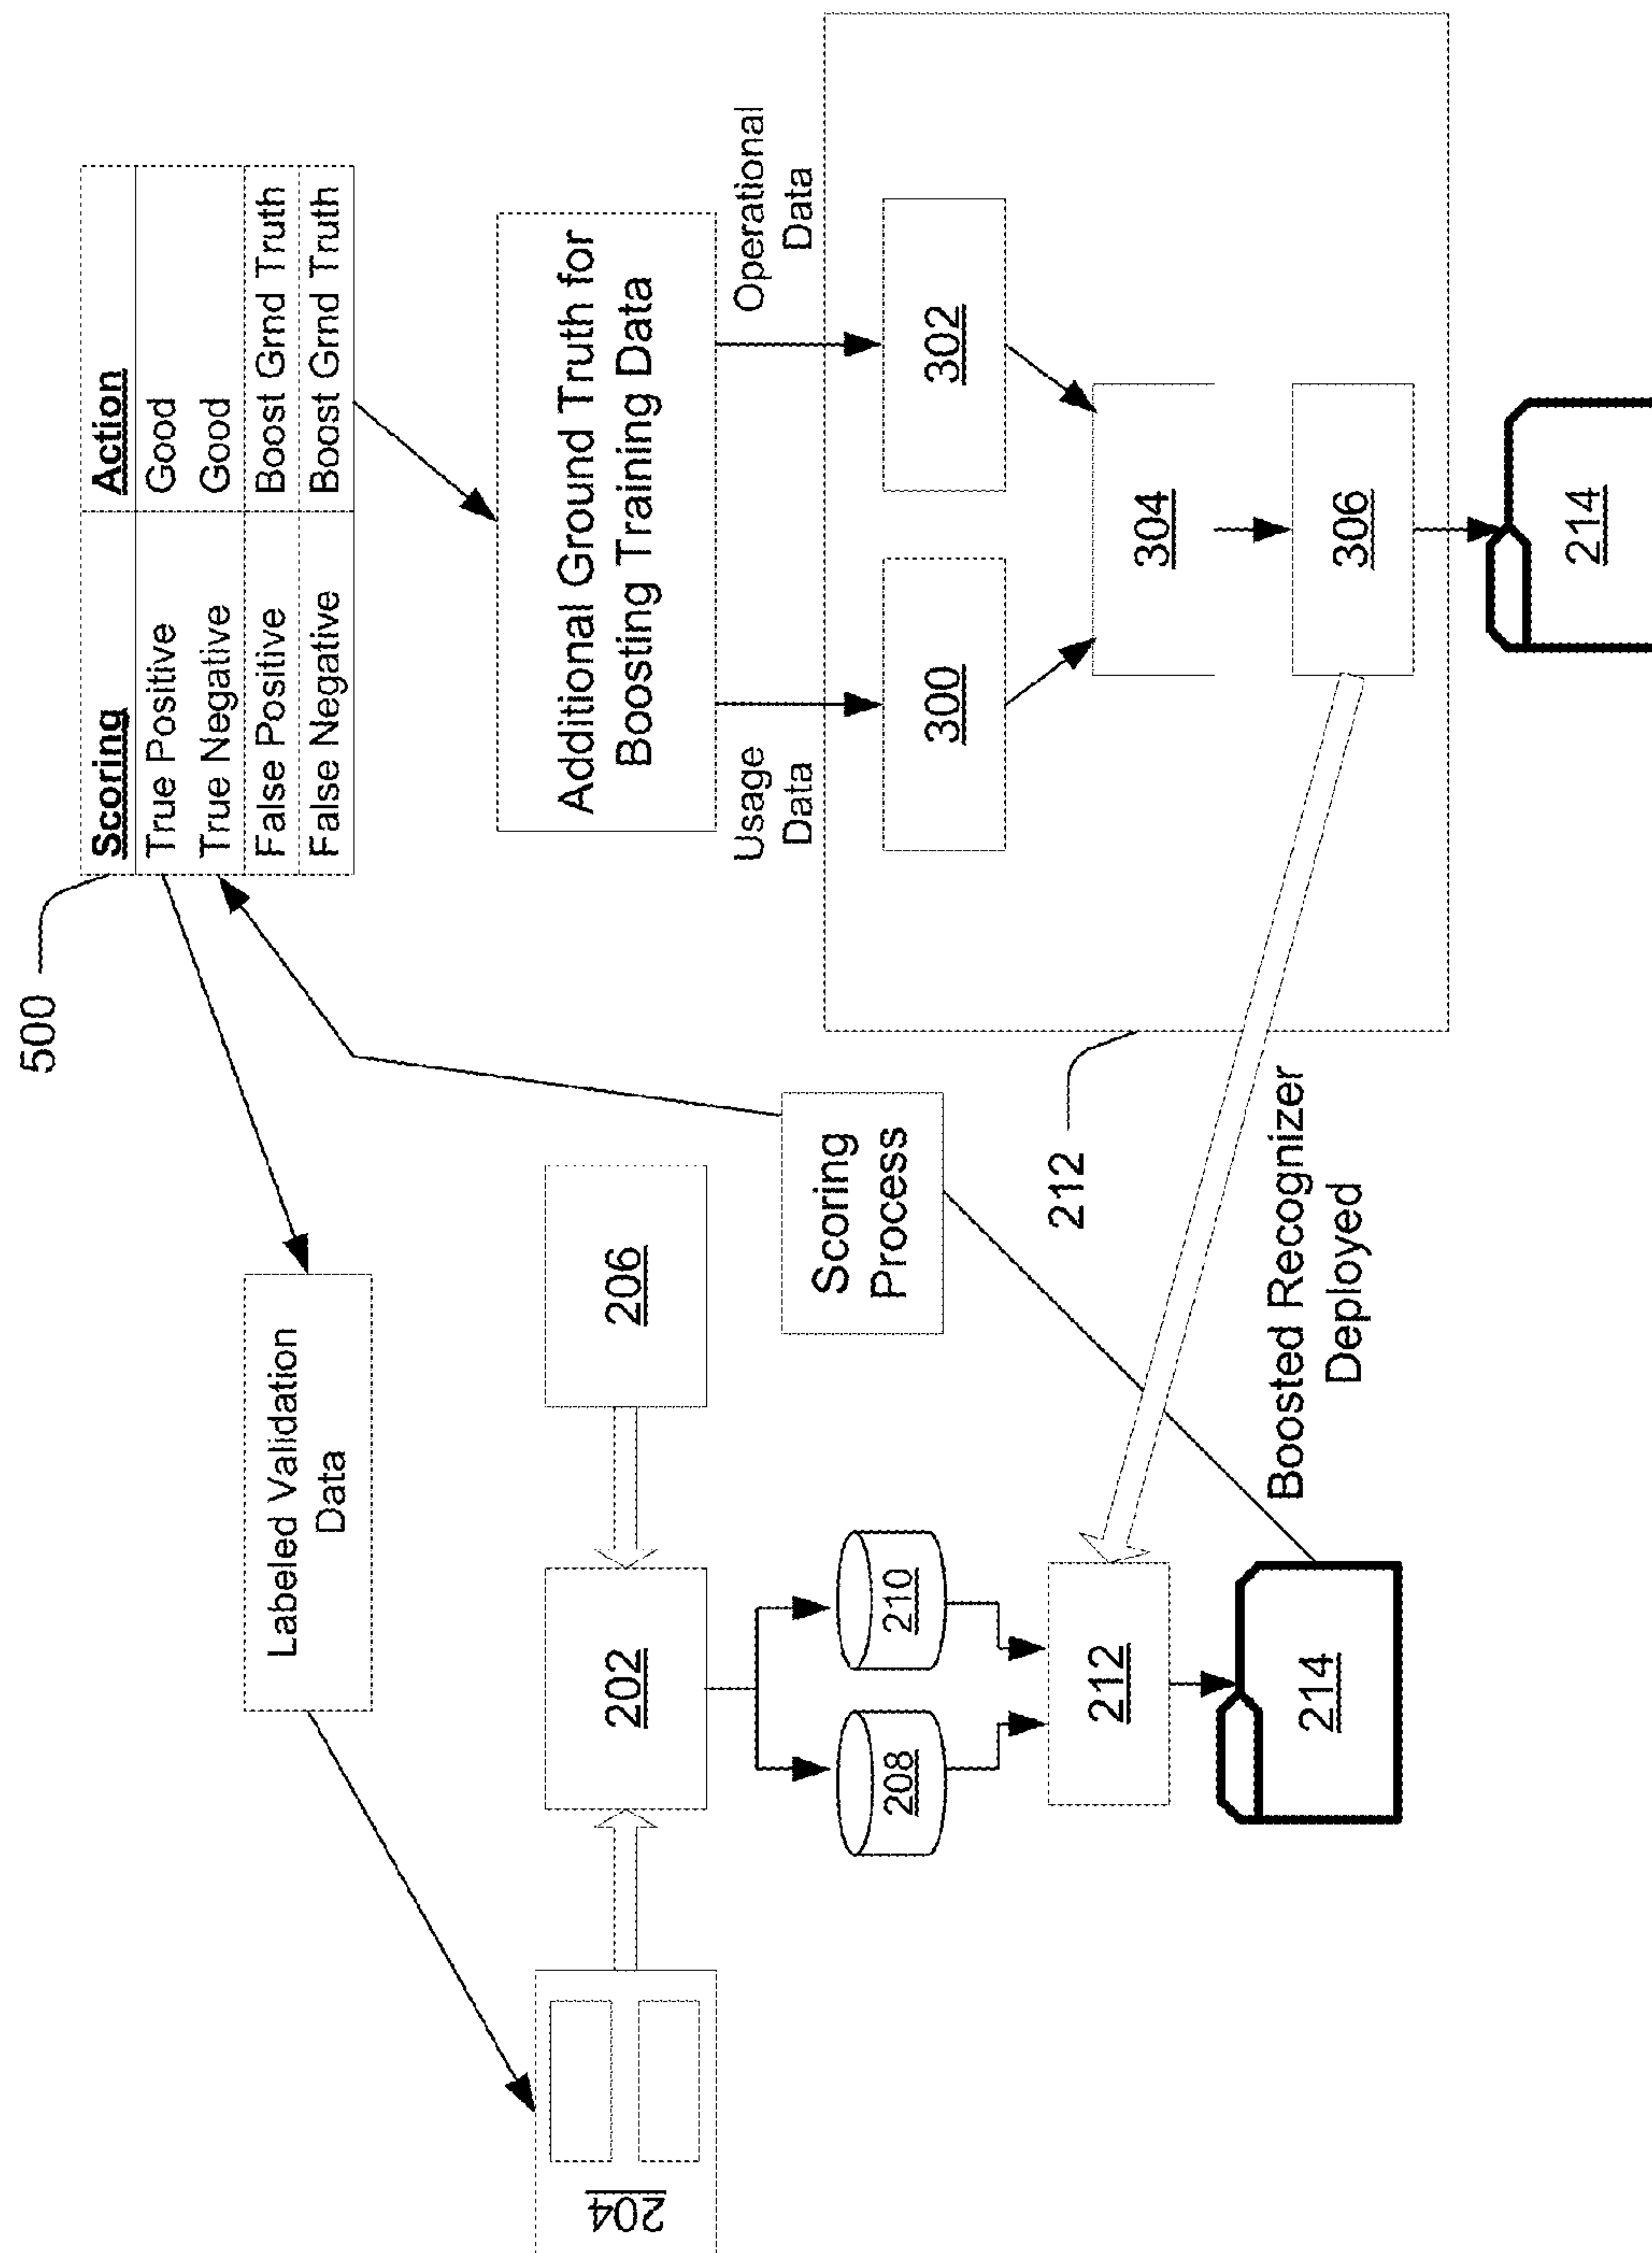 500
Scoring Action
True Positive Good
True Negative Good
False Positive Boost Grnd Truth
False Negative Boost Grnd Truth
Labeled Validation
Data
Additional Ground Truth for
Boosting Training Data
204
202
206
Scoring
Process
Usage
Data
Operational
Data
208
210
300
302
212
212
304
Boosted Recognizer
Deployed
306
214
214